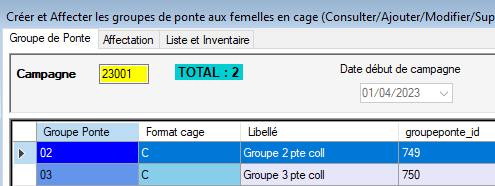 Créer et Affecter les groupes de ponte aux femelles en cage (Consulter/Ajouter/Modifier/Sup
Groupe de Ponte Affectation Liste et Inventaire
Campagne 23001 TOTAL : 2 Date début de campagne
01/04/2023
Groupe Ponte Format cage Libellé groupeponte_id
02 C Groupe 2 pte coll 749
03 C Groupe 3 pte coll 750